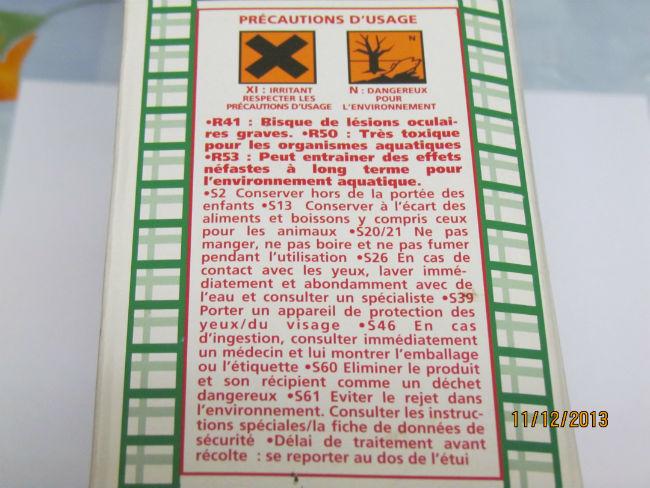 PRÉCAUTIONS D'USAGE
N
XI : IRRITANT
RESPECTER LES
PRÉCAUTIONS D'USAGE
N : DANGEREUX
POUR
L'ENVIRONNEMENT
•R41 : Risque de lésions oculai-
res graves. •R50 : Très toxique
pour les organismes aquatiques
•R53 : Peut entrainer des effets
néfastes à long terme pour
l'environnement aquatique.
•S2 Conserver hors de la portée des
enfants •S13 Conserver à l'écart des
aliments et boissons y compris ceux
pour les animaux •S20/21 Ne pas
manger, ne pas boire et ne pas fumer
pendant l'utilisation •S26 En cas de
contact avec les yeux, laver immé-
diatement et abondamment avec de
l'eau et consulter un spécialiste •S39
Porter un appareil de protection des
yeux/du visage •S46 En cas
d'ingestion, consulter immédiatement
un médecin et lui montrer l'emballage
ou l'étiquette •S60 Eliminer le produit
et son récipient comme un déchet
dangereux •S61 Eviter le rejet dans
l'environnement. Consulter les instruc-
tions spéciales/la fiche de données de
sécurité •Délai de traitement avant
récolte : se reporter au dos de l'étui
11/12/2013